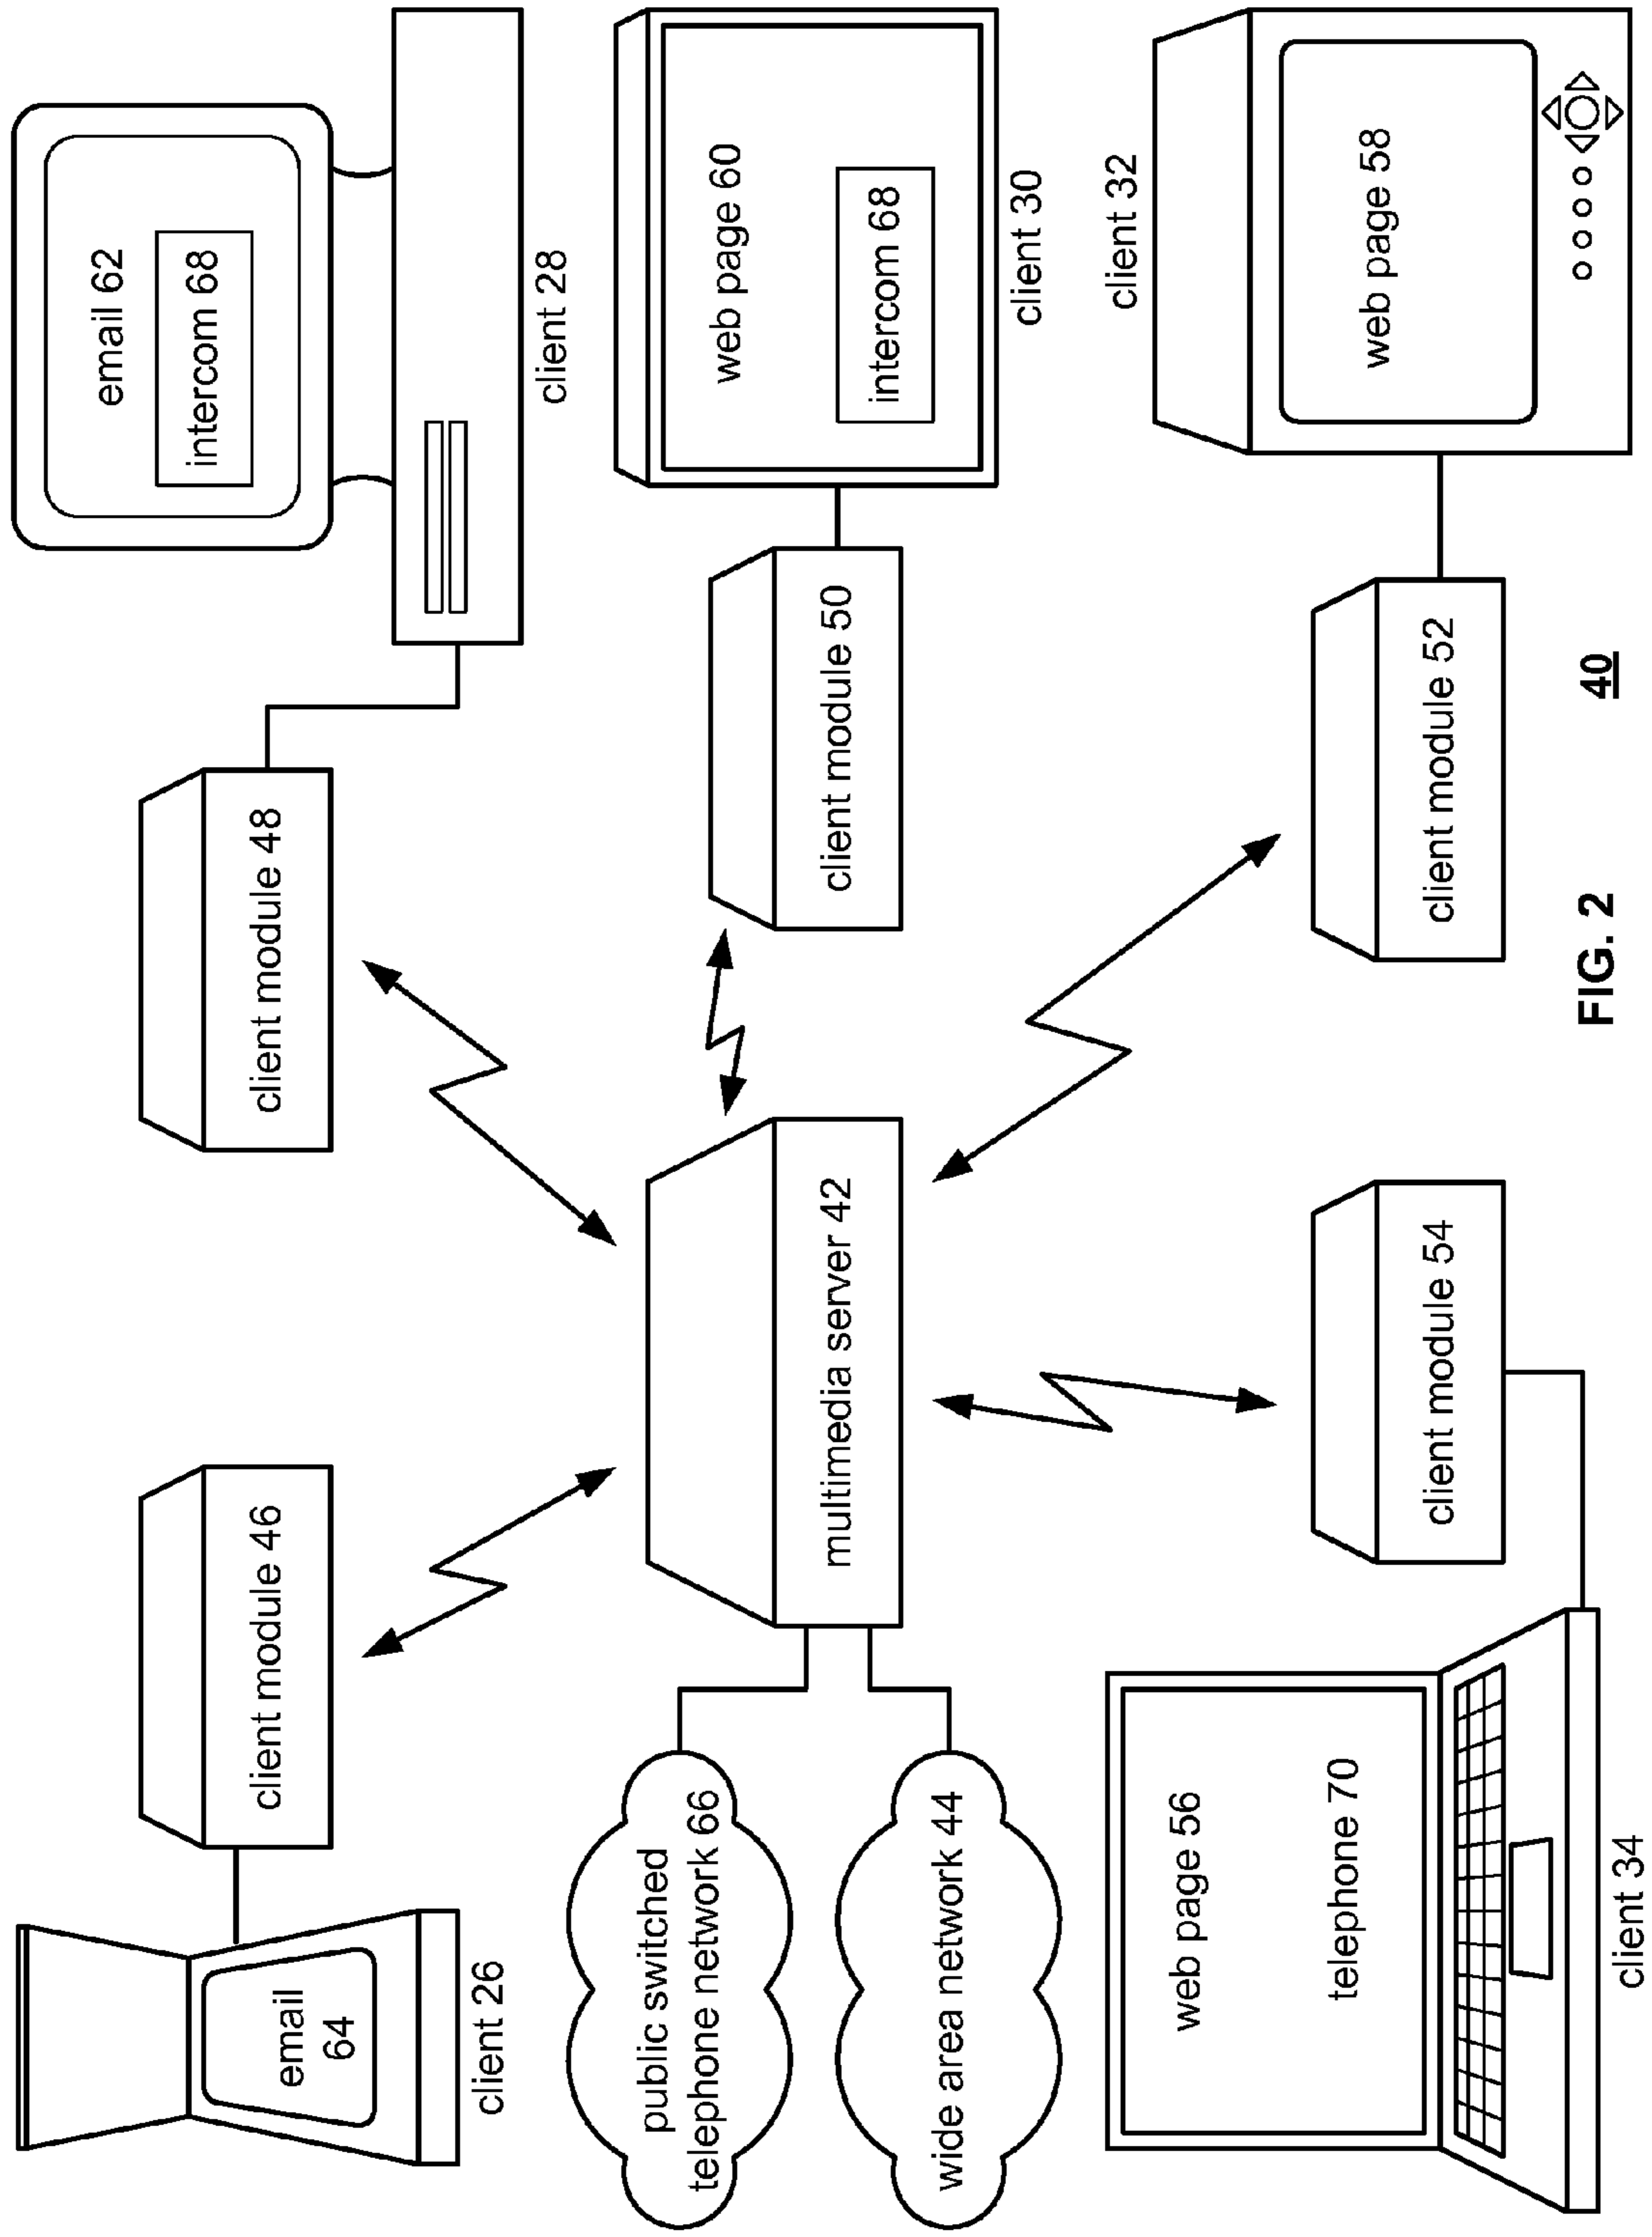 email
64
client 26
client module 46
client module 48
email 62
intercom 68
client 28
public switched
telephone network 66
wide area network 44
multimedia server 42
client module 50
web page 60
intercom 68
client 30
web page 56
telephone 70
client 34
client module 54
client module 52
client 32
web page 58
FIG. 2
40